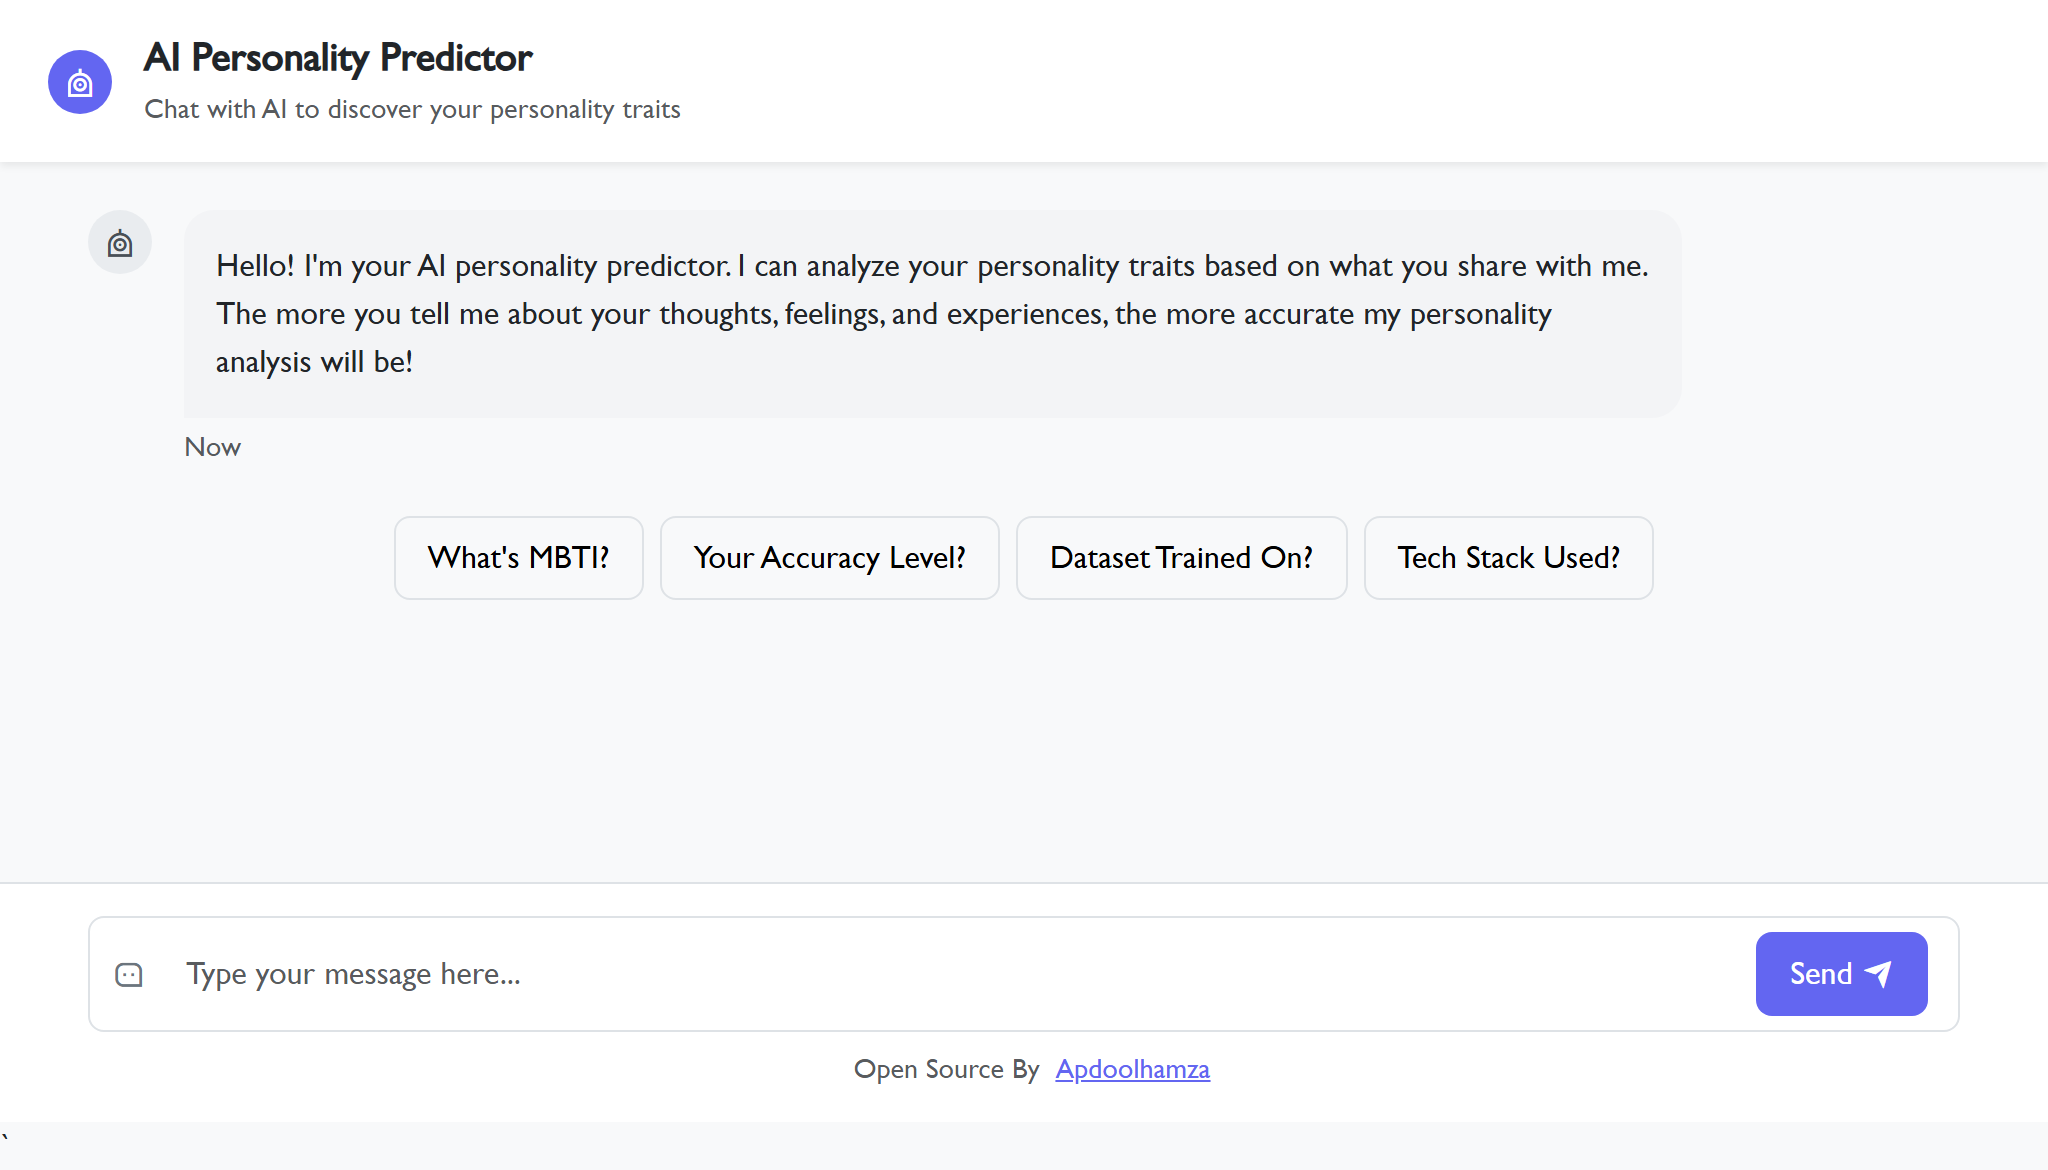 AI Personality Predictor
Chat with AI to discover your personality traits
Hello! I'm your AI personality predictor. I can analyze your personality traits based on what you share with me.
The more you tell me about your thoughts, feelings, and experiences, the more accurate my personality
analysis will be!
Now
What's MBTI?
Your Accuracy Level?
Dataset Trained On?
Tech Stack Used?
Type your message here...
Send
Open Source By Apdoolhamza
`